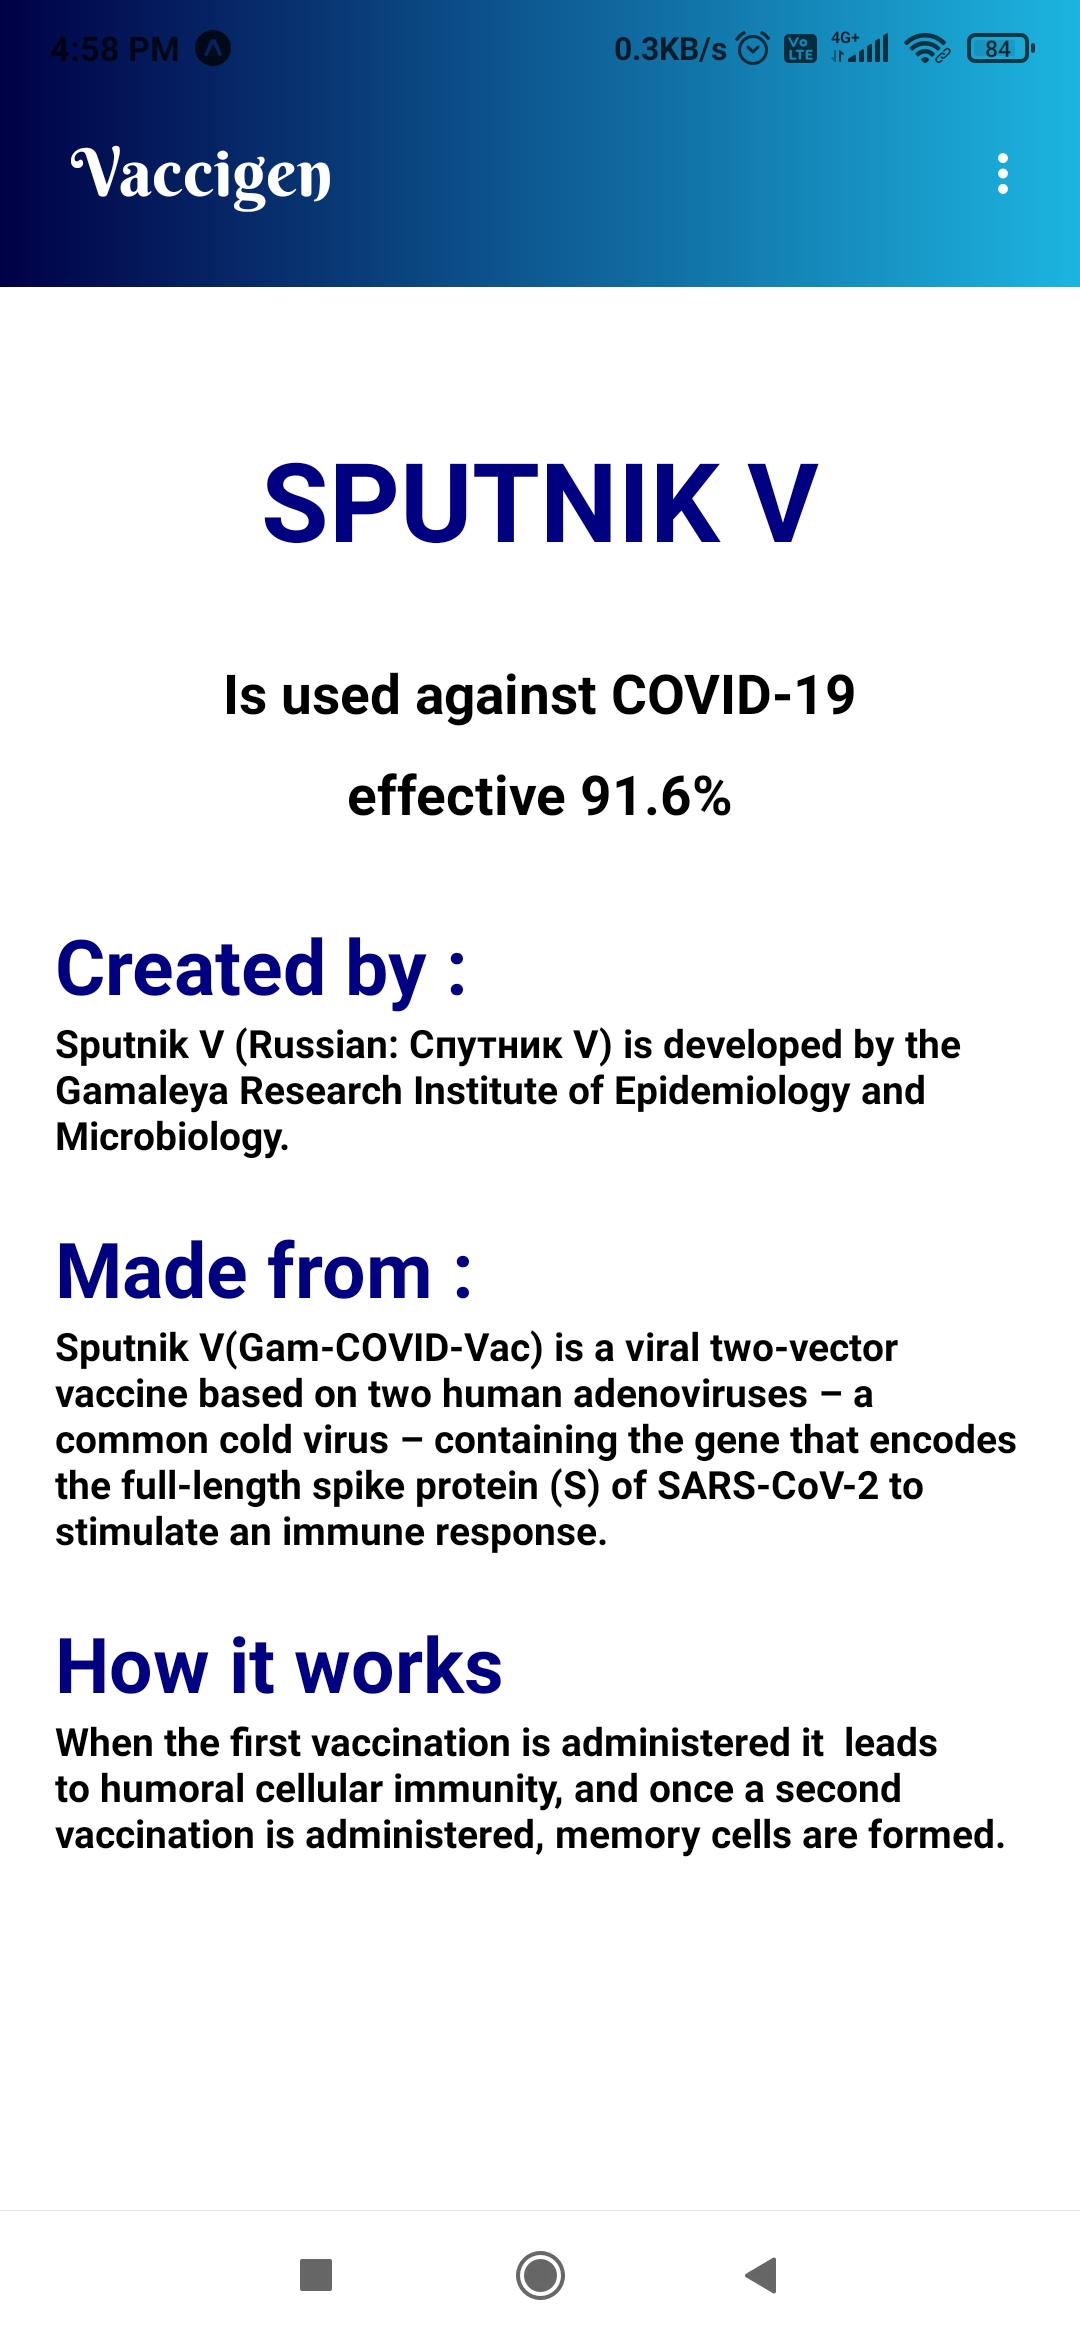 4:58 PM 0.3KB/s Vo LTE 4G+ 84
Vaccigen
SPUTNIK V
Is used against COVID-19
effective 91.6%
Created by :
Sputnik V (Russian: Спутник V) is developed by the
Gamaleya Research Institute of Epidemiology and
Microbiology.
Made from :
Sputnik V(Gam-COVID-Vac) is a viral two-vector
vaccine based on two human adenoviruses – a
common cold virus – containing the gene that encodes
the full-length spike protein (S) of SARS-CoV-2 to
stimulate an immune response.
How it works
When the first vaccination is administered it  leads
to humoral cellular immunity, and once a second
vaccination is administered, memory cells are formed.